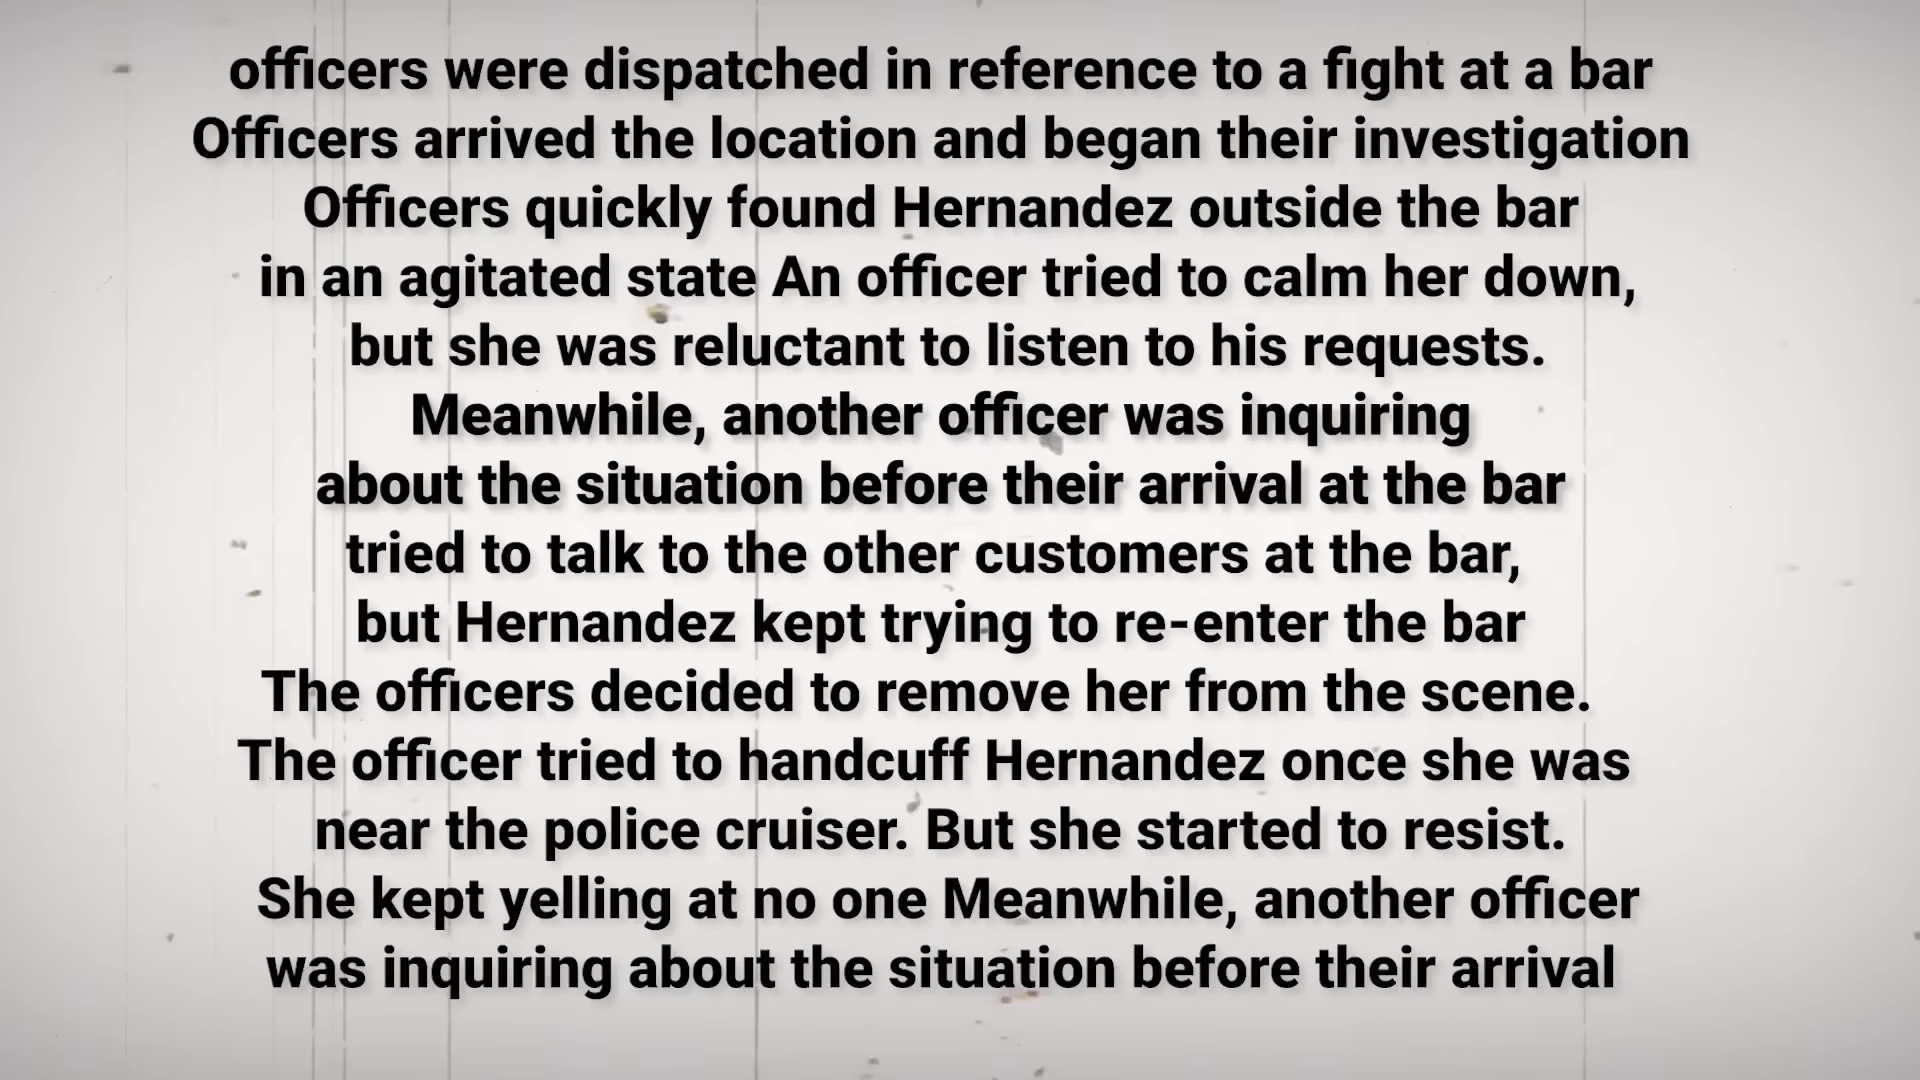 officers were dispatched in reference to a fight at a bar
Officers arrived the location and began their investigation
Officers quickly found Hernandez outside the bar
in an agitated state An officer tried to calm her down,
but she was reluctant to listen to his requests.
Meanwhile, another officer was inquiring
about the situation before their arrival at the bar
tried to talk to the other customers at the bar,
but Hernandez kept trying to re-enter the bar
The officers decided to remove her from the scene.
The officer tried to handcuff Hernandez once she was
near the police cruiser. But she started to resist.
She kept yelling at no one Meanwhile, another officer
was inquiring about the situation before their arrival